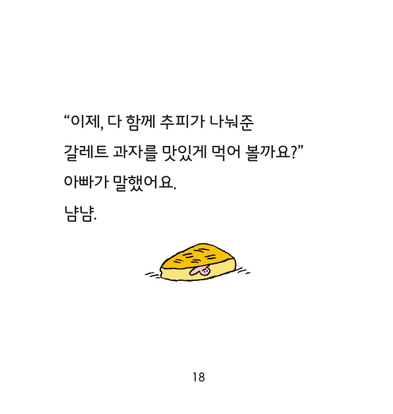 “이제, 다 함께 추피가 나눠준
갈레트 과자를 맛있게 먹어 볼까요?”
아빠가 말했어요.
냠냠.
18